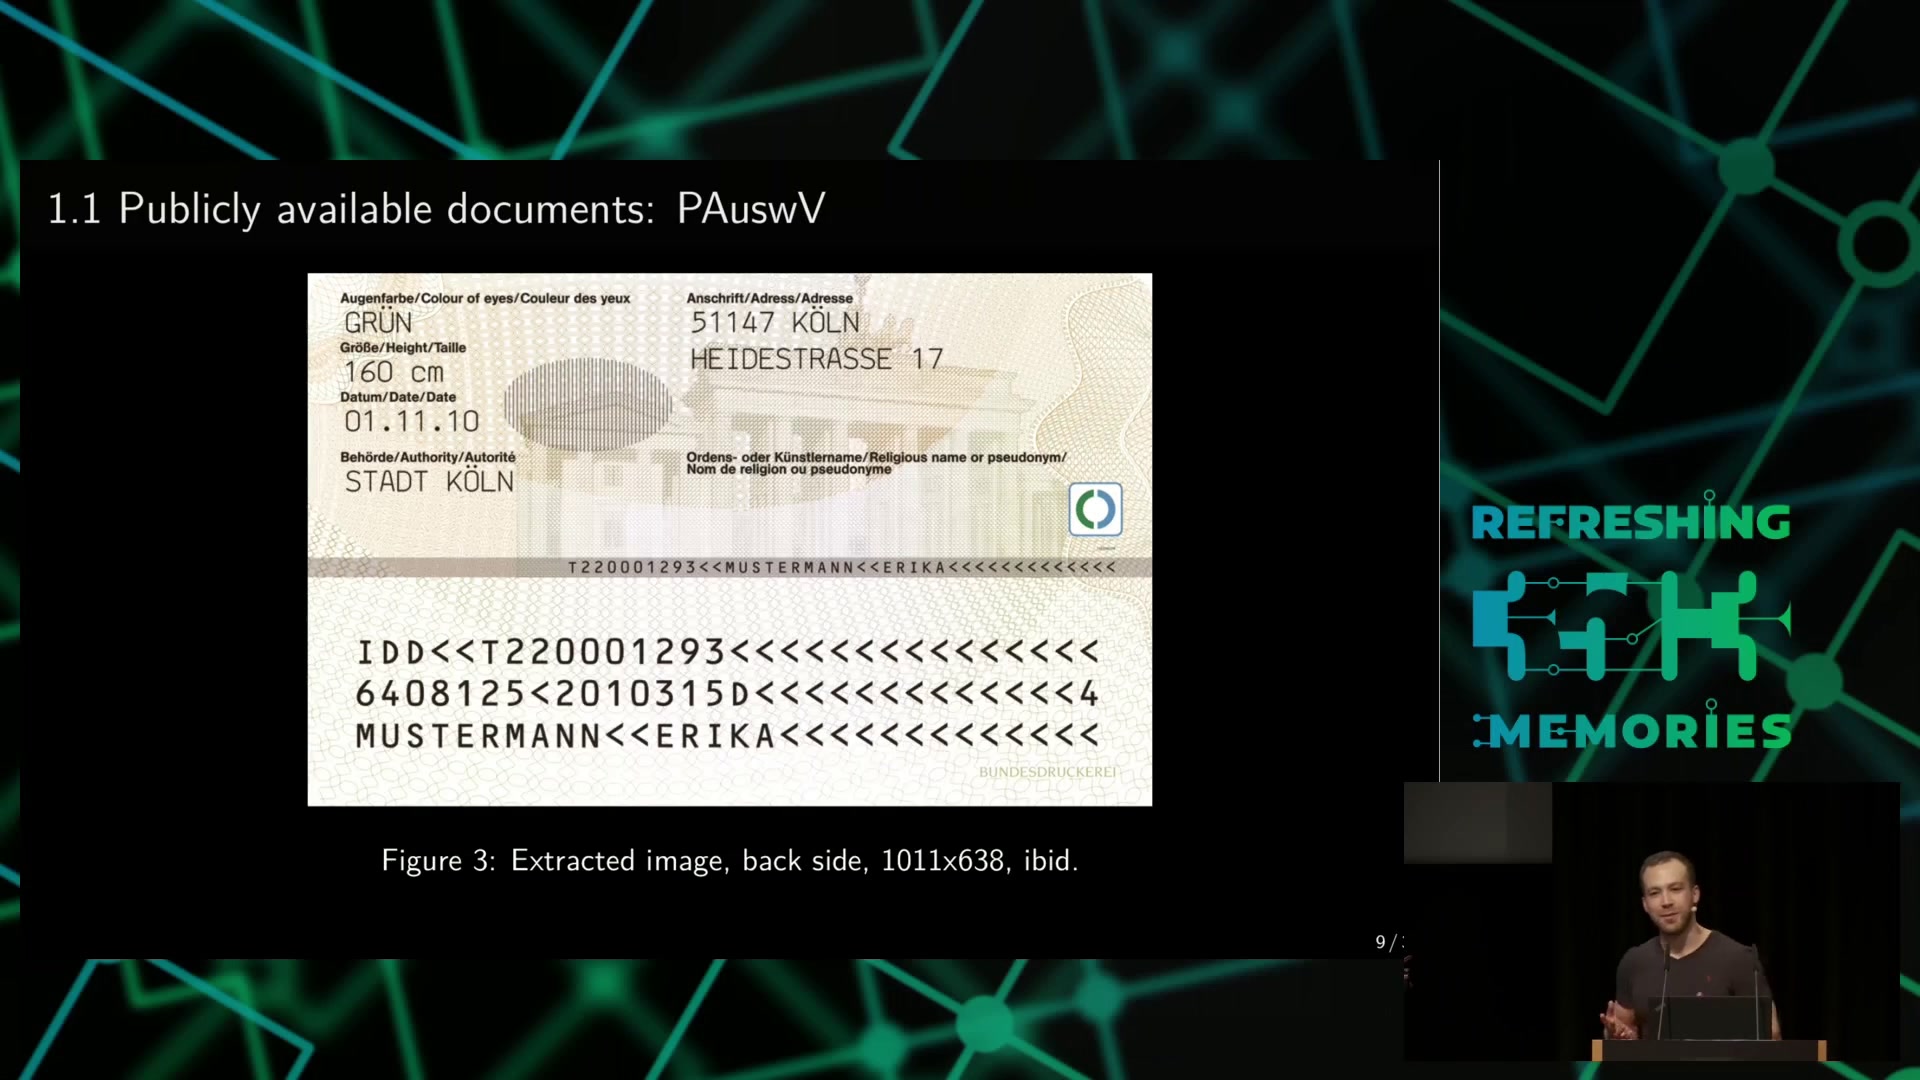 1.1 Publicly available documents: PAuswV
Augenfarbe/Colour of eyes/Couleur des yeux
GRÜN
Größe/Height/Taille
160 cm
Datum/Date/Date
01.11.10
Behörde/Authority/Autorité
STADT KÖLN
Anschrift/Adress/Adresse
51147 KÖLN
HEIDESTRASSE 17
Ordens- oder Künstlername/Religious name or pseudonym/
Nom de religion ou pseudonyme
T220001293<<MUSTERMANN<<ERIKA<<<<<<<<<<<<<
IDD<<T220001293<<<<<<<<<<<<<<<
6408125<2010315D<<<<<<<<<<<<<4
MUSTERMANN<<ERIKA<<<<<<<<<<<<<
BUNDESDRUCKEREI
Figure 3: Extracted image, back side, 1011x638, ibid.
9 /
REFRESHING
MEMORIES